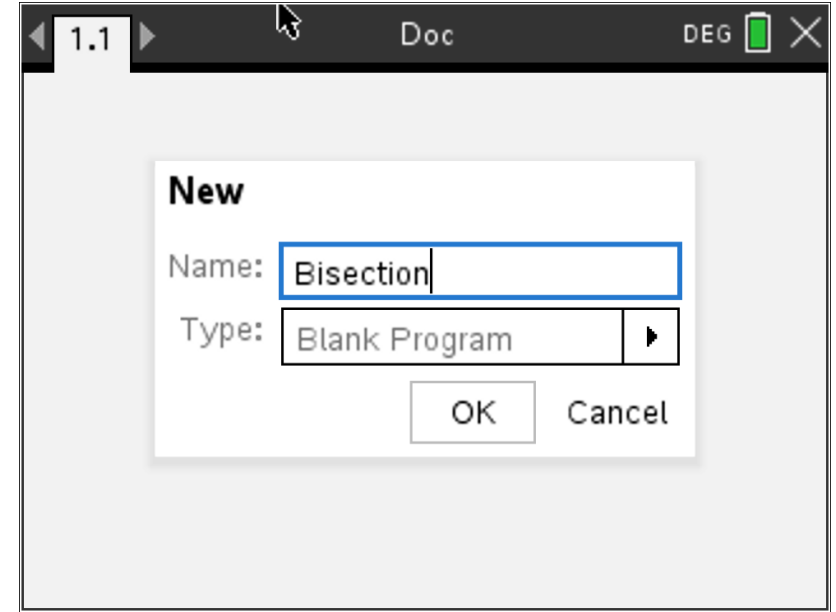 1.1 Doc DEG
New
Name: Bisection
Type: Blank Program
OK Cancel